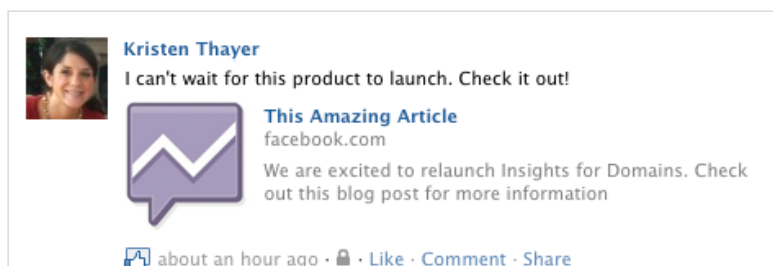 Kristen Thayer
I can't wait for this product to launch. Check it out!
This Amazing Article
facebook.com
We are excited to relaunch Insights for Domains. Check
out this blog post for more information
about an hour ago · · Like · Comment · Share